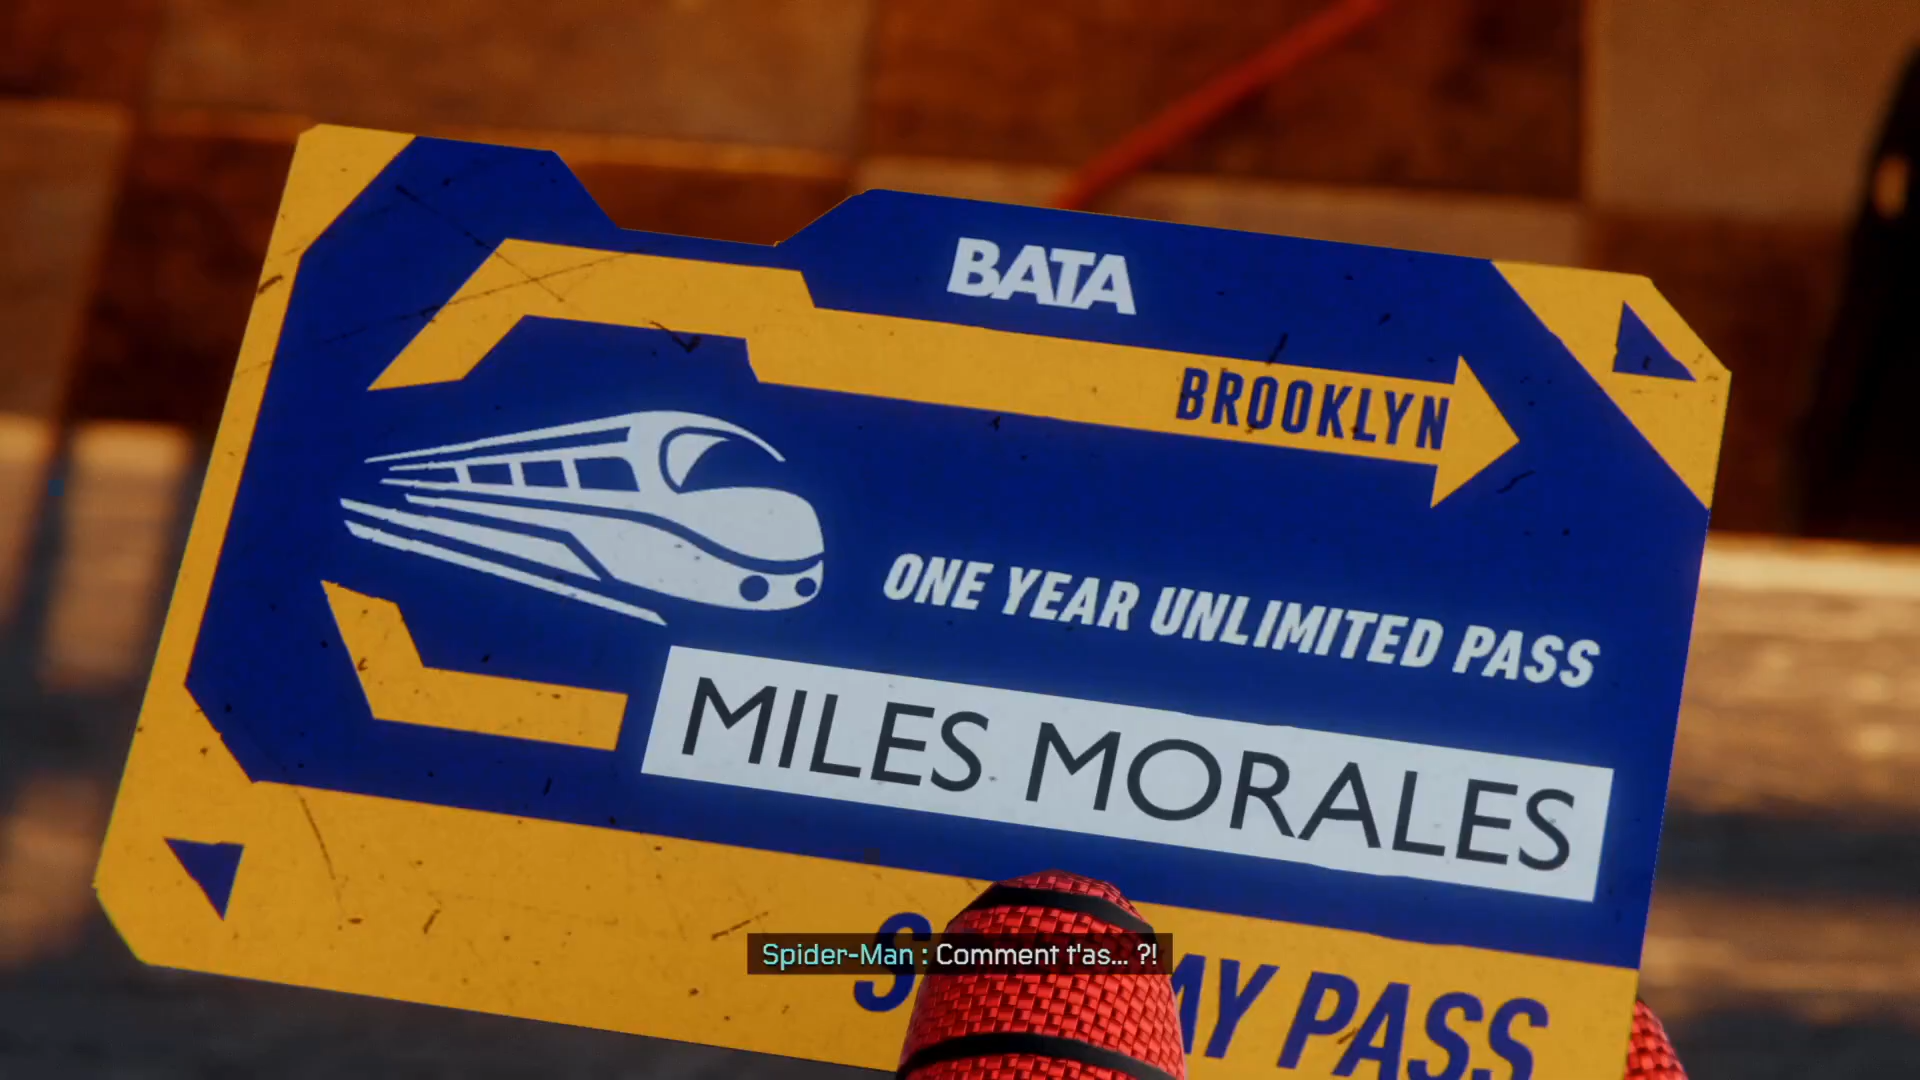 BATA
BROOKLYN
ONE YEAR UNLIMITED PASS
MILES MORALES
Spider-Man : Comment t'as... ?!
PASS